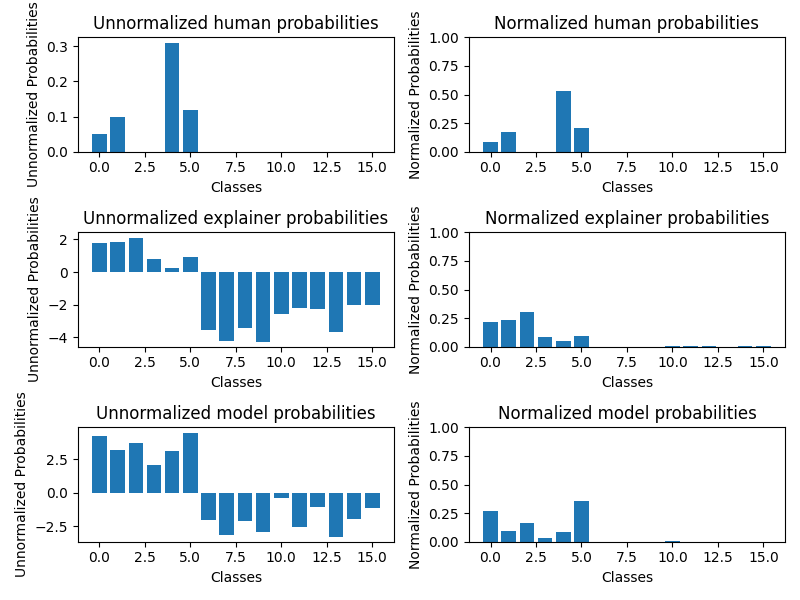 Unnormalized human probabilities
Unnormalized Probabilities
0.3
0.2
0.1
0.0
0.0 2.5 5.0 7.5 10.0 12.5 15.0
Classes
Normalized human probabilities
Normalized Probabilities
1.00
0.75
0.50
0.25
0.00
0.0 2.5 5.0 7.5 10.0 12.5 15.0
Classes
Unnormalized explainer probabilities
Unnormalized Probabilities
2
0
−2
−4
0.0 2.5 5.0 7.5 10.0 12.5 15.0
Classes
Normalized explainer probabilities
Normalized Probabilities
1.00
0.75
0.50
0.25
0.00
0.0 2.5 5.0 7.5 10.0 12.5 15.0
Classes
Unnormalized model probabilities
Unnormalized Probabilities
2.5
0.0
−2.5
0.0 2.5 5.0 7.5 10.0 12.5 15.0
Classes
Normalized model probabilities
Normalized Probabilities
1.00
0.75
0.50
0.25
0.00
0.0 2.5 5.0 7.5 10.0 12.5 15.0
Classes